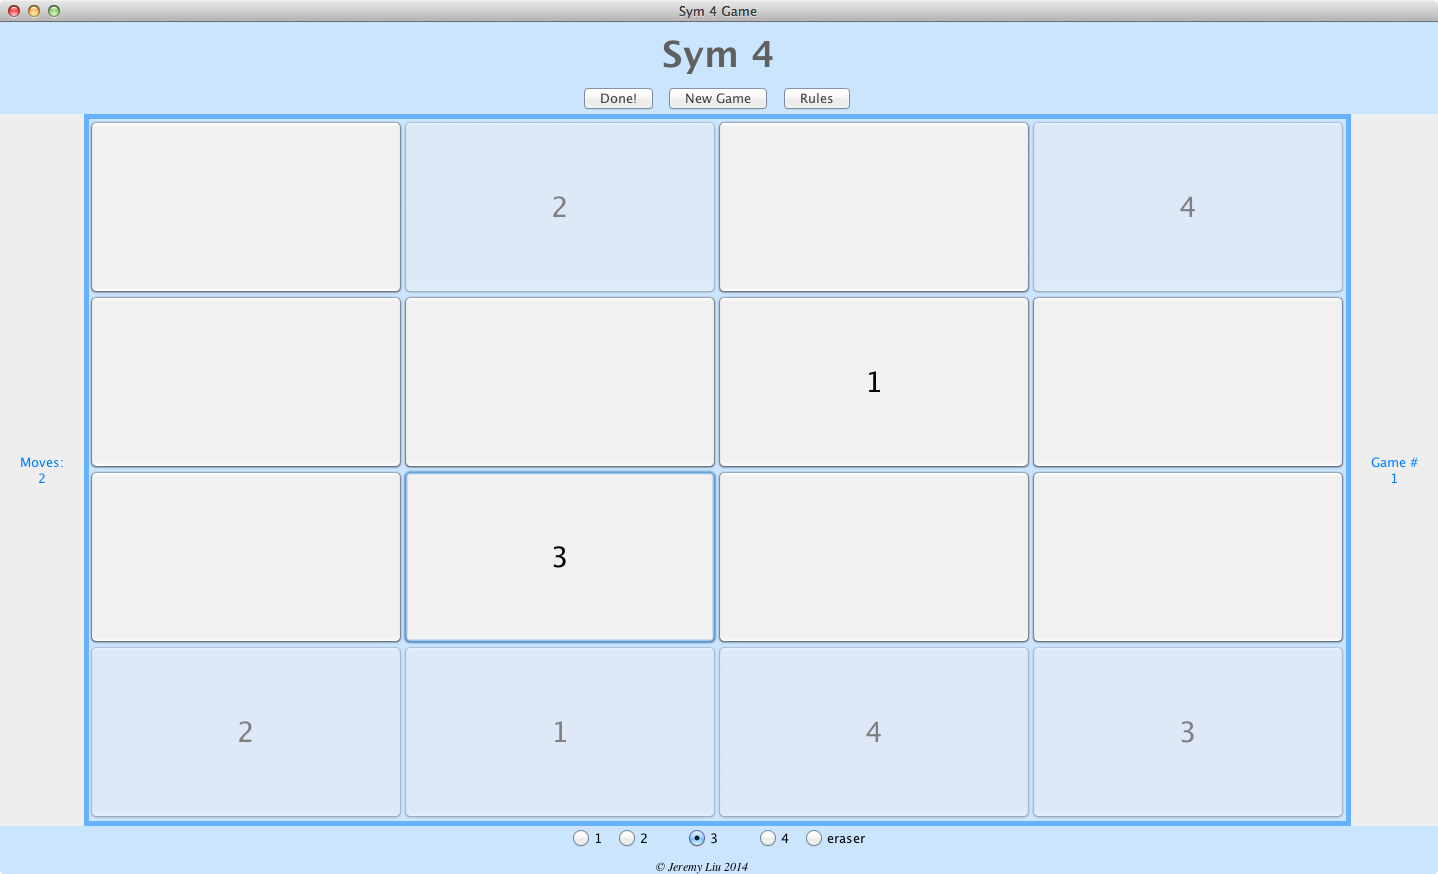 Sym 4 Game
Sym 4
Done! New Game Rules
2 4
1
Moves:
2
Game #
1
3
2 1 4 3
1 2 3 4 eraser
© Jeremy Liu 2014